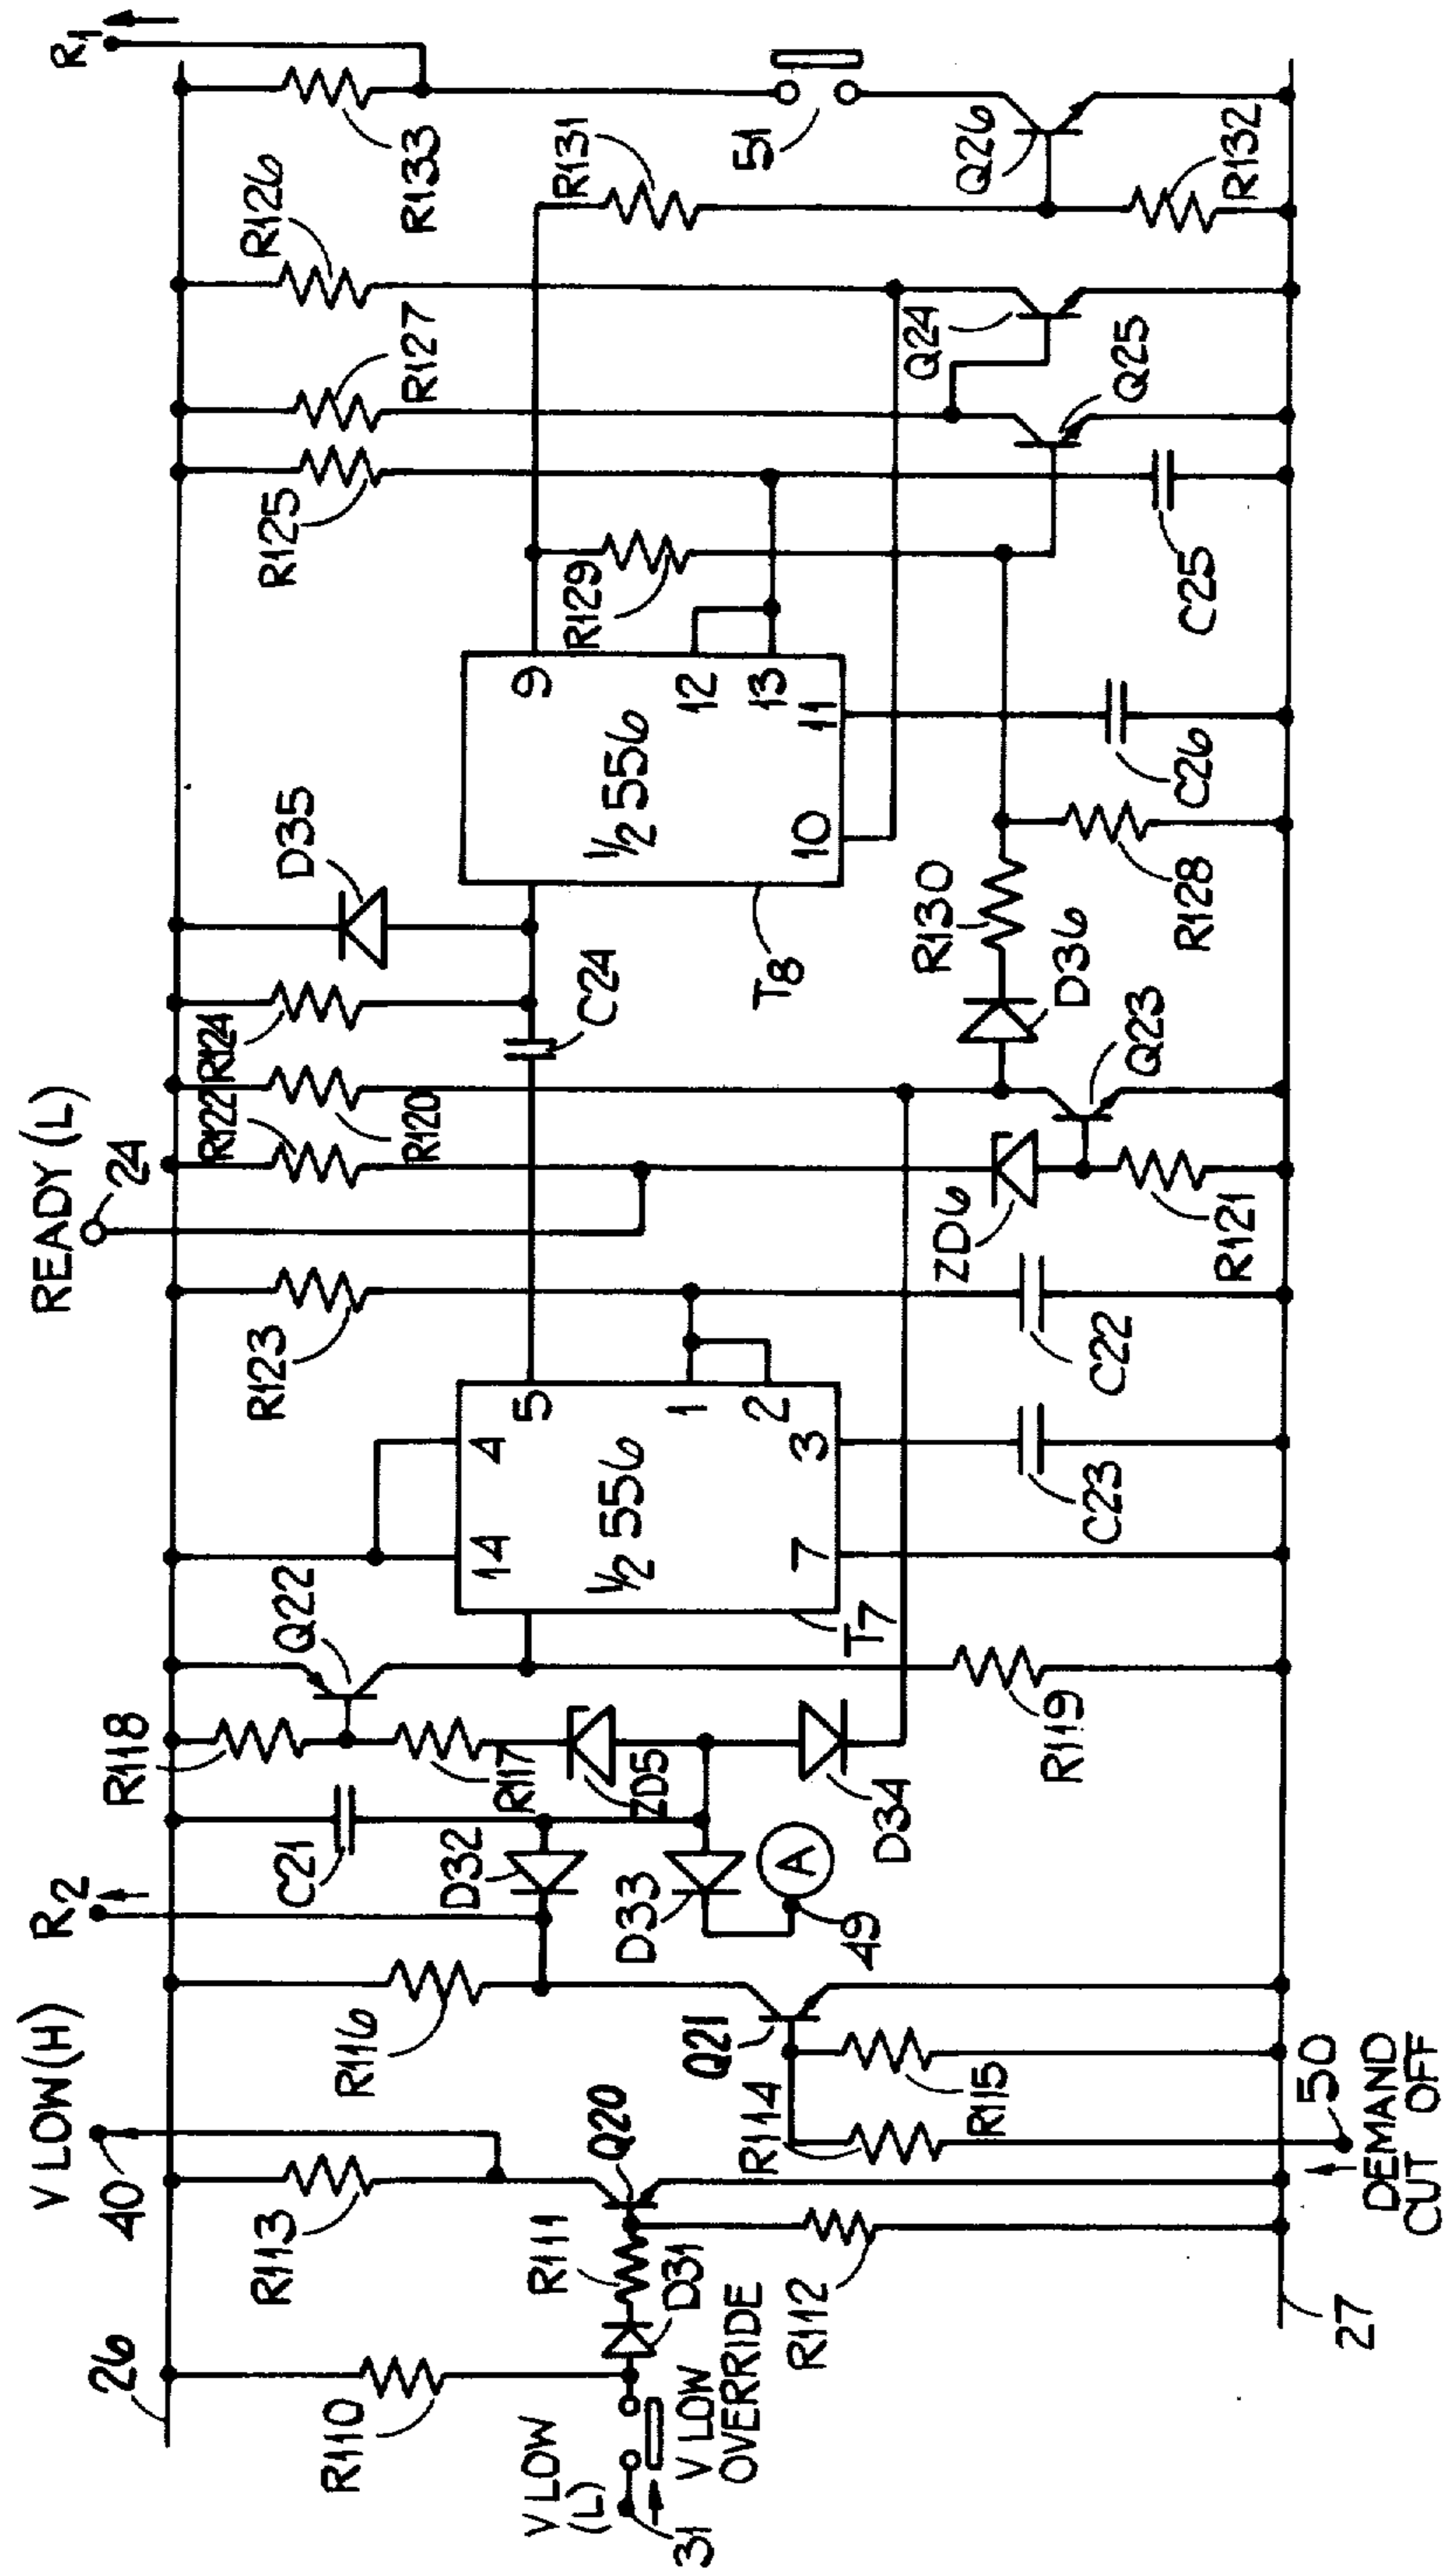 V LOW (H)
R2
READY (L)
R1
40
24
26
R113
R116
C21
R118
Q22
R123
R122
R124
R120
D35
R125
R127
R126
R133
R110
V LOW
(L)
31
V LOW
OVERRIDE
D31
R111
Q20
R112
D32
D33
A
49
R117
ZD5
D34
Q21
R114
R115
R119
14
4
5
1
2
3
7
½ 556
T7
C24
9
12
13
11
10
½ 556
T8
R129
R131
51
Q26
R132
Q24
Q25
C25
C26
R128
R130
D36
Q23
ZD6
R121
C22
C23
27
50
DEMAND
CUT OFF